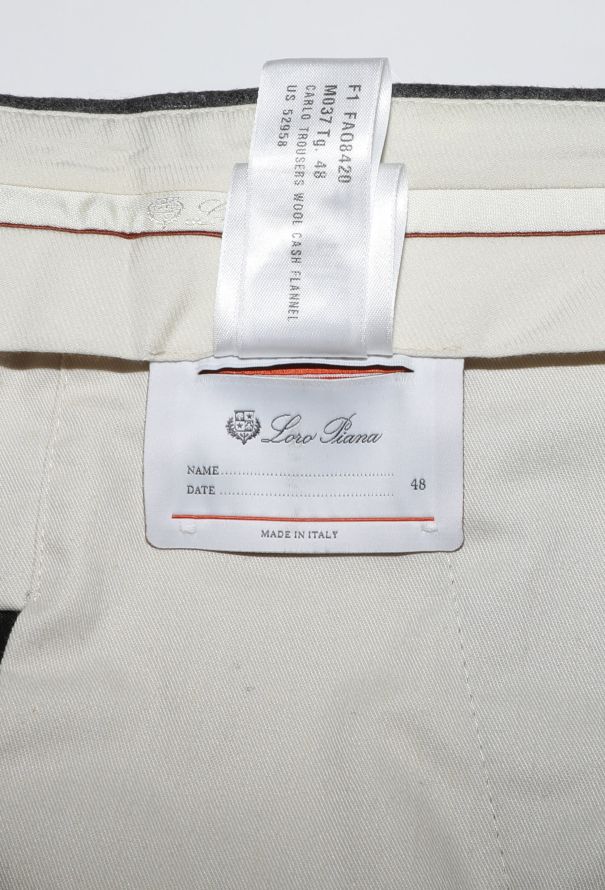 F1 FAO8420
M037 Tg. 48
CARLO TROUSERS WOOL CASH FLANNEL
US 52958
Loro Piana
NAME
DATE
48
MADE IN ITALY